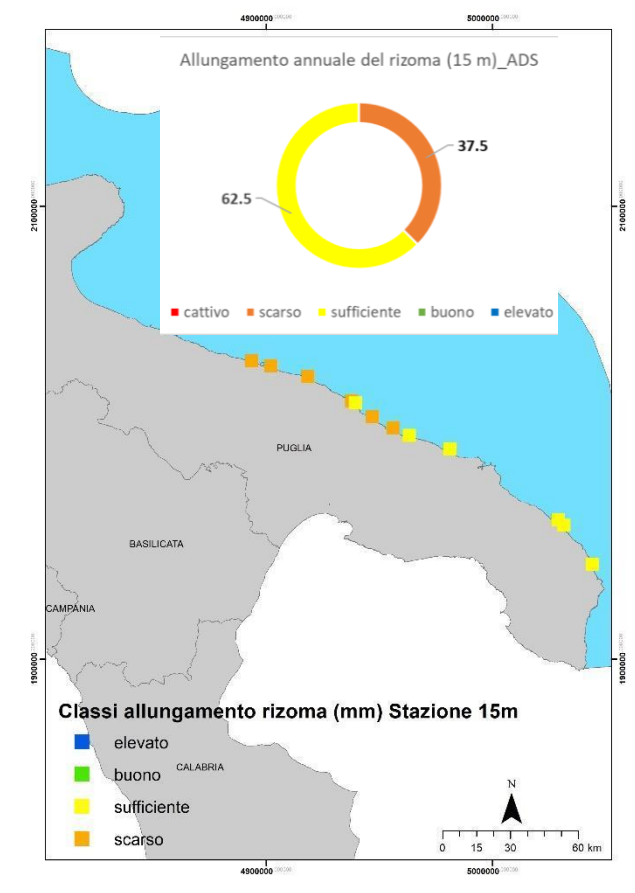 4900000 5000000
Allungamento annuale del rizoma (15 m)_ADS
37.5
62.5
cattivo scarso sufficiente buono elevato
2100000 2100000
PUGLIA
BASILICATA
CAMPANIA
1900000 1900000
Classi allungamento rizoma (mm) Stazione 15m
elevato
buono
sufficiente
scarso
CALABRIA
N
0 15 30 60 km
4900000 5000000